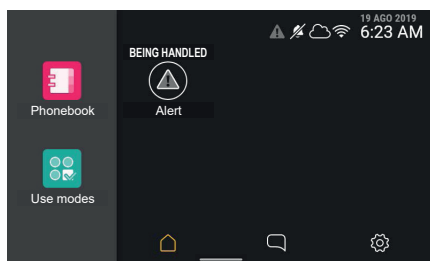 19 AGO 2019
6:23 AM
BEING HANDLED
Alert
Phonebook
Use modes